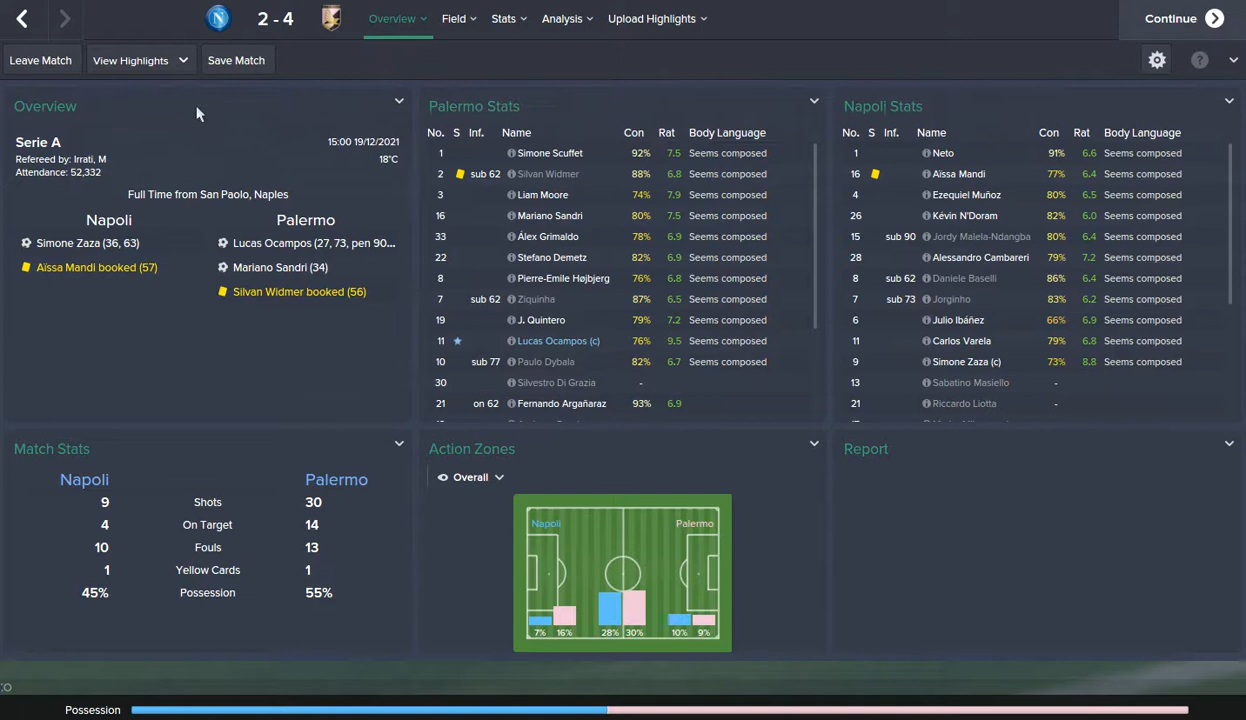 2 - 4
Overview
Field
Stats
Analysis
Upload Highlights
Continue
Leave Match
View Highlights
Save Match
?
Overview
Serie A
15:00 19/12/2021
Refereed by: Irrati, M
18°C
Attendance: 52,332
Full Time from San Paolo, Naples
Napoli
Palermo
Simone Zaza (36, 63)
Lucas Ocampos (27, 73, pen 90...
Aïssa Mandi booked (57)
Mariano Sandri (34)
Silvan Widmer booked (56)
Palermo Stats
No. S Inf. Name Con Rat Body Language
1 Simone Scuffet 92% 7.5 Seems composed
2 sub 62 Silvan Widmer 88% 6.8 Seems composed
3 Liam Moore 74% 7.9 Seems composed
16 Mariano Sandri 80% 7.5 Seems composed
33 Álex Grimaldo 78% 6.9 Seems composed
22 Stefano Demetz 82% 6.9 Seems composed
8 Pierre-Emile Højbjerg 76% 6.8 Seems composed
7 sub 62 Ziquinha 87% 6.5 Seems composed
19 J. Quintero 79% 7.2 Seems composed
11 Lucas Ocampos (c) 76% 9.5 Seems composed
10 sub 77 Paulo Dybala 82% 6.7 Seems composed
30 Silvestro Di Grazia -
21 on 62 Fernando Argañaraz 93% 6.9
Napoli Stats
No. S Inf. Name Con Rat Body Language
1 Neto 91% 6.6 Seems composed
16 Aïssa Mandi 77% 6.4 Seems composed
4 Ezequiel Muñoz 80% 6.5 Seems composed
26 Kévin N'Doram 82% 6.0 Seems composed
15 sub 90 Jordy Malela-Ndangba 80% 6.4 Seems composed
28 Alessandro Cambareri 79% 7.2 Seems composed
8 sub 62 Daniele Baselli 86% 6.4 Seems composed
7 sub 73 Jorginho 83% 6.2 Seems composed
6 Julio Ibáñez 66% 6.9 Seems composed
11 Carlos Varela 79% 6.8 Seems composed
9 Simone Zaza (c) 73% 8.8 Seems composed
13 Sabatino Masiello -
21 Riccardo Liotta -
Match Stats
Napoli Palermo
9 Shots 30
4 On Target 14
10 Fouls 13
1 Yellow Cards 1
45% Possession 55%
Action Zones
Overall
Napoli Palermo
7% 16% 28% 30% 10% 9%
Report
Possession